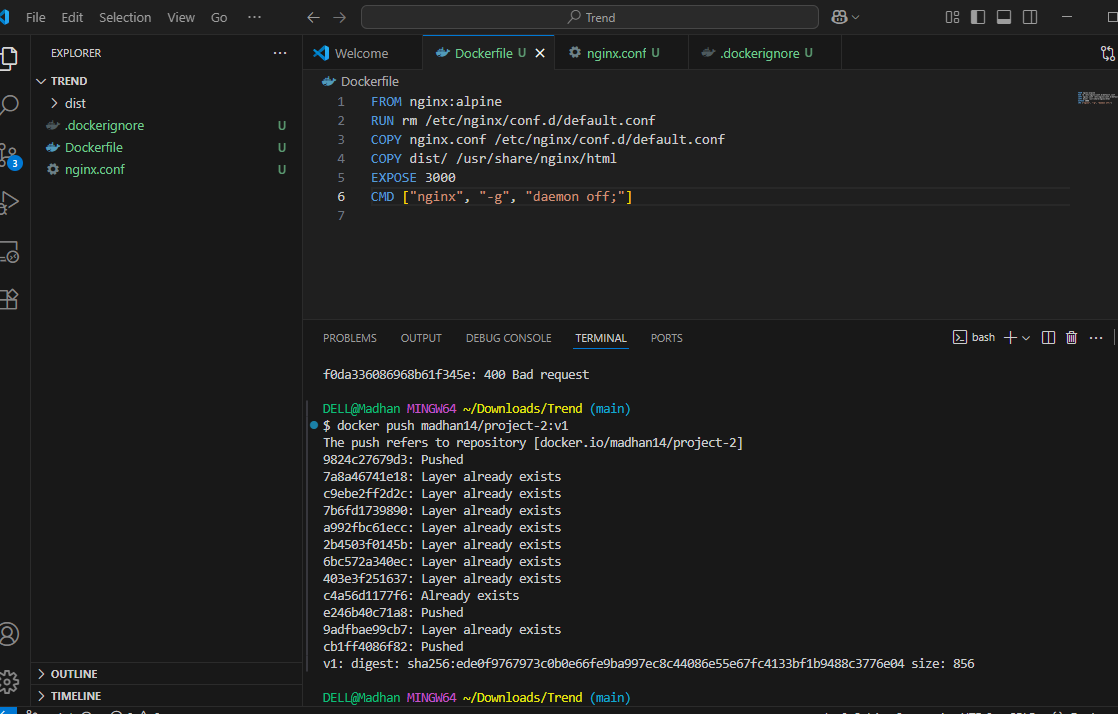 File Edit Selection View Go ··· Trend
EXPLORER ···
TREND
dist
.dockerignore U
Dockerfile U
nginx.conf U
3
OUTLINE
TIMELINE
Welcome Dockerfile U nginx.conf U .dockerignore U
Dockerfile
1 FROM nginx:alpine
2 RUN rm /etc/nginx/conf.d/default.conf
3 COPY nginx.conf /etc/nginx/conf.d/default.conf
4 COPY dist/ /usr/share/nginx/html
5 EXPOSE 3000
6 CMD ["nginx", "-g", "daemon off;"]
7
PROBLEMS OUTPUT DEBUG CONSOLE TERMINAL PORTS bash ···
f0da336086968b61f345e: 400 Bad request
DELL@Madhan MINGW64 ~/Downloads/Trend (main)
$ docker push madhan14/project-2:v1
The push refers to repository [docker.io/madhan14/project-2]
9824c27679d3: Pushed
7a8a46741e18: Layer already exists
c9ebe2ff2d2c: Layer already exists
7b6fd1739890: Layer already exists
a992fbc61ecc: Layer already exists
2b4503f0145b: Layer already exists
6bc572a340ec: Layer already exists
403e3f251637: Layer already exists
c4a56d1177f6: Already exists
e246b40c71a8: Pushed
9adfbae99cb7: Layer already exists
cb1ff4086f82: Pushed
v1: digest: sha256:ede0f9767973c0b0e66fe9ba997ec8c44086e55e67fc4133bf1b9488c3776e04 size: 856
DELL@Madhan MINGW64 ~/Downloads/Trend (main)